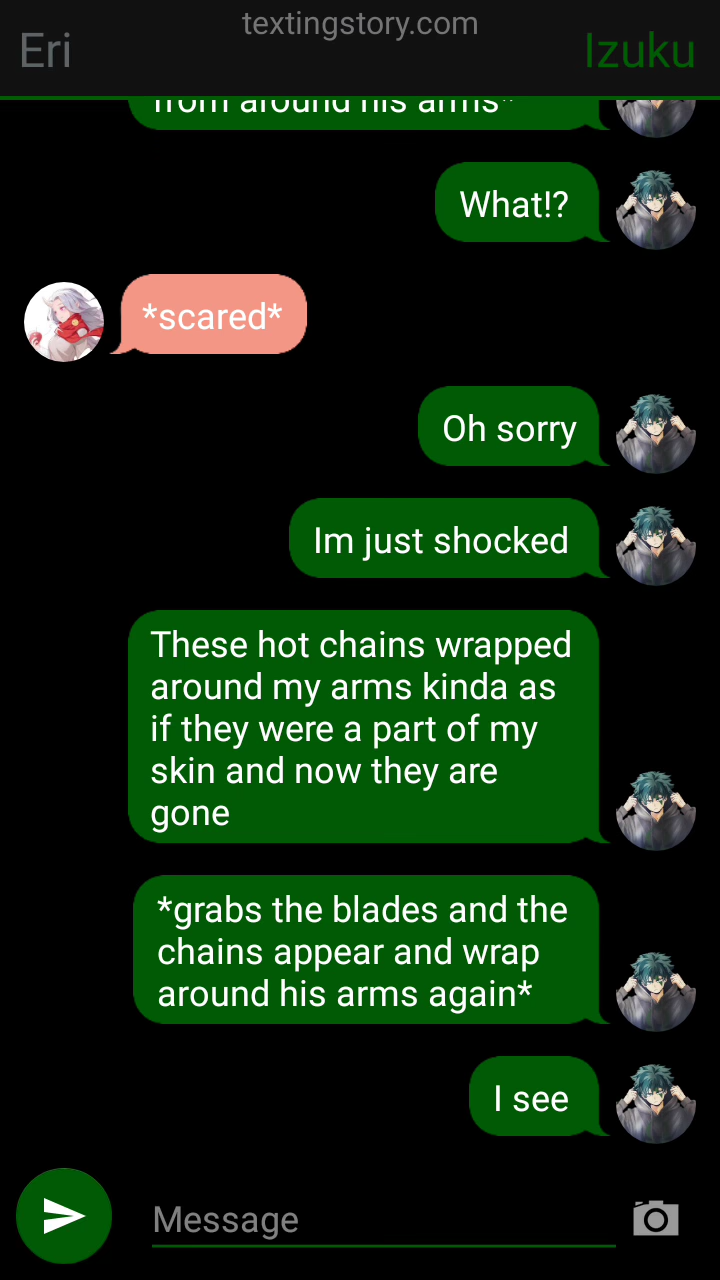 textingstory.com
Eri
Izuku
from around his arms*
What!?
*scared*
Oh sorry
Im just shocked
These hot chains wrapped
around my arms kinda as
if they were a part of my
skin and now they are
gone
*grabs the blades and the
chains appear and wrap
around his arms again*
I see
Message